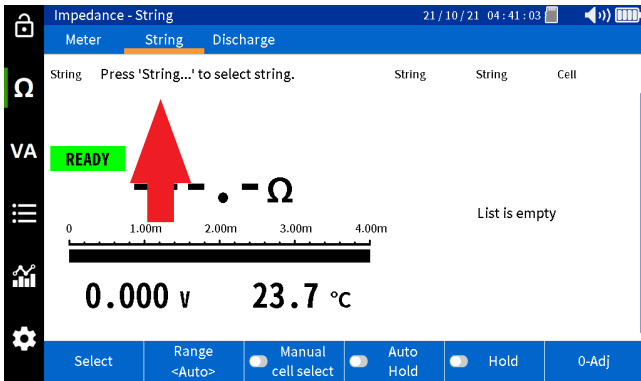 Impedance - String 21/10/21 04:41:03
Meter String Discharge
String Press 'String...' to select string. String String Cell
Ω
VA
READY
- - . - Ω
List is empty
0 1.00m 2.00m 3.00m 4.00m
0.000 V 23.7 °C
Select Range <Auto> Manual cell select Auto Hold Hold 0-Adj